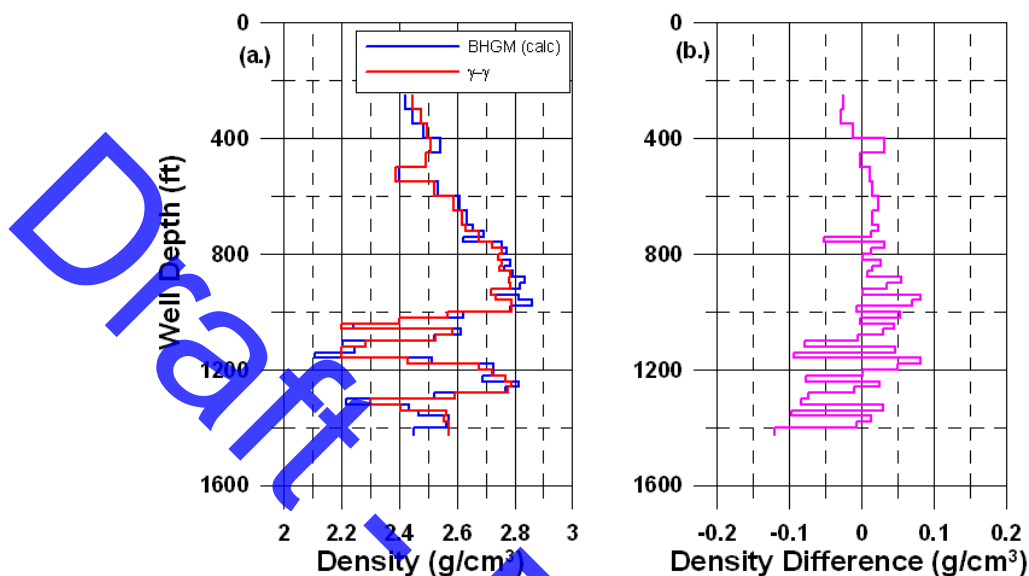 0
(a.)
BHGM (calc)
γ-γ
400
800
1200
1600
Well Depth (ft)
2 2.2 2.4 2.6 2.8 3
Density (g/cm³)
0
(b.)
400
800
1200
1600
-0.2 -0.1 0 0.1 0.2
Density Difference (g/cm³)
Draft -